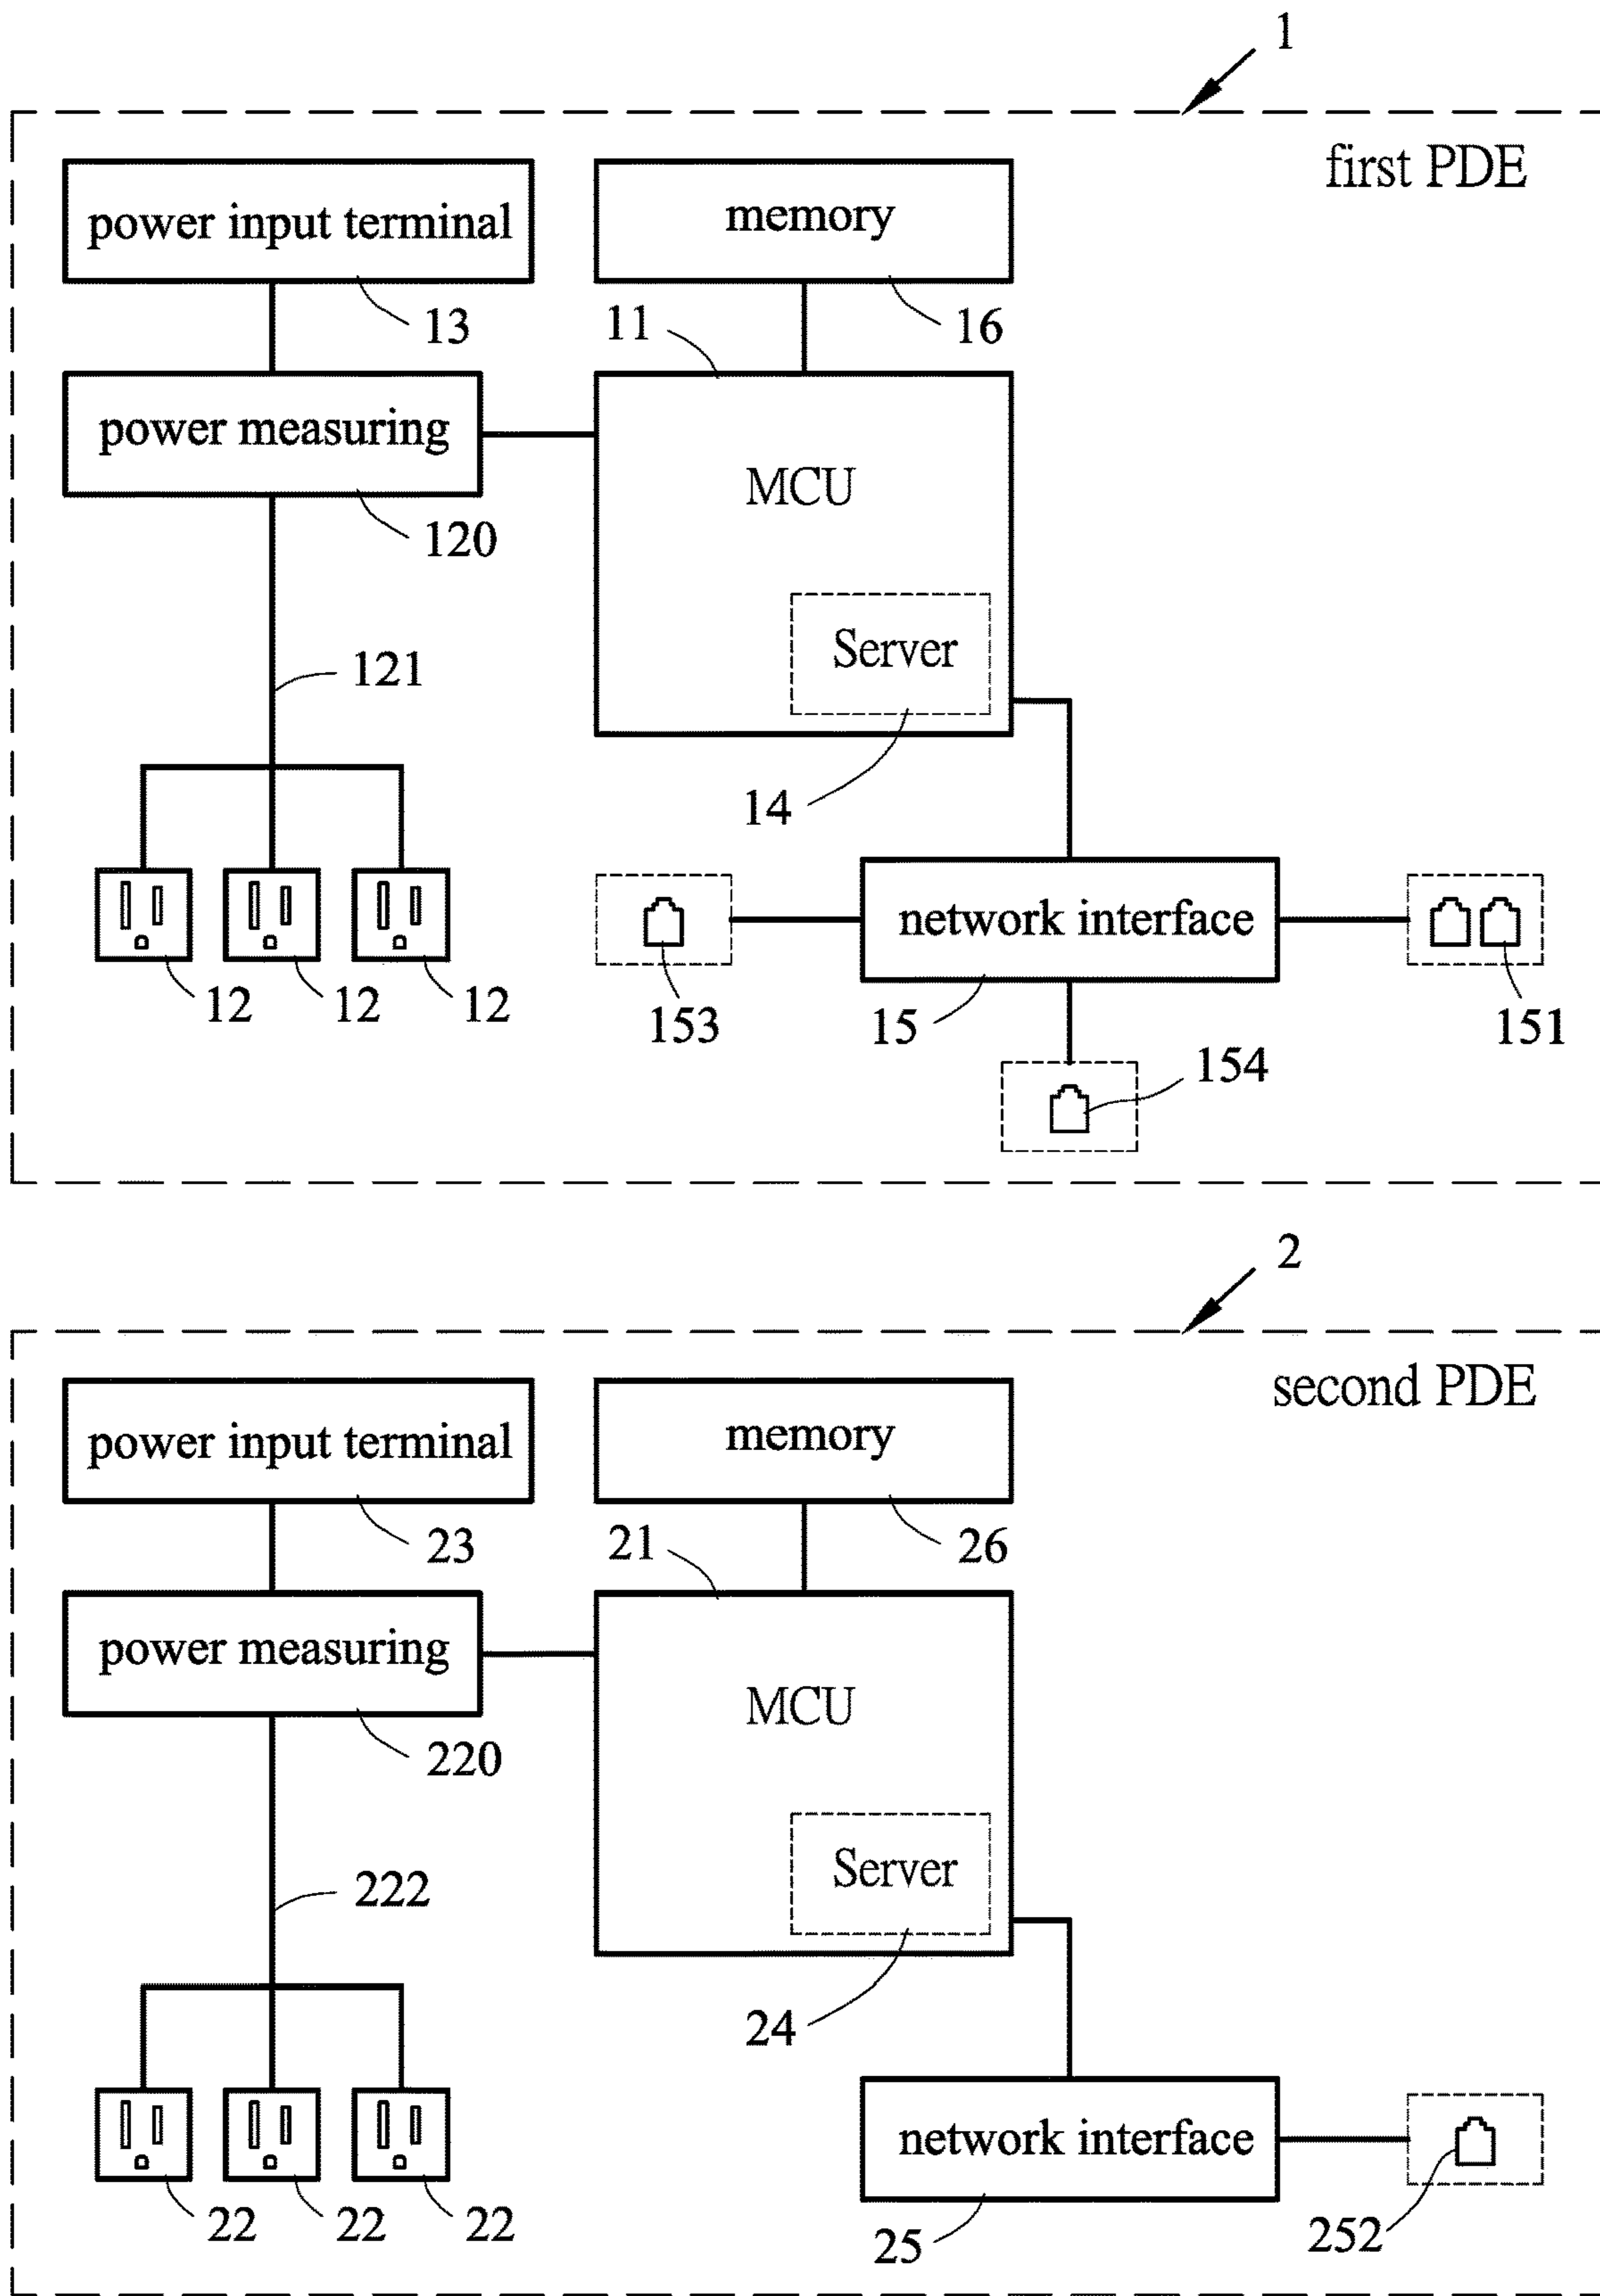 1
first PDE
power input terminal
memory
13
11
16
power measuring
MCU
120
Server
121
14
network interface
12
12
12
153
15
151
154
2
second PDE
power input terminal
memory
23
21
26
power measuring
MCU
220
Server
222
24
network interface
22
22
22
25
252